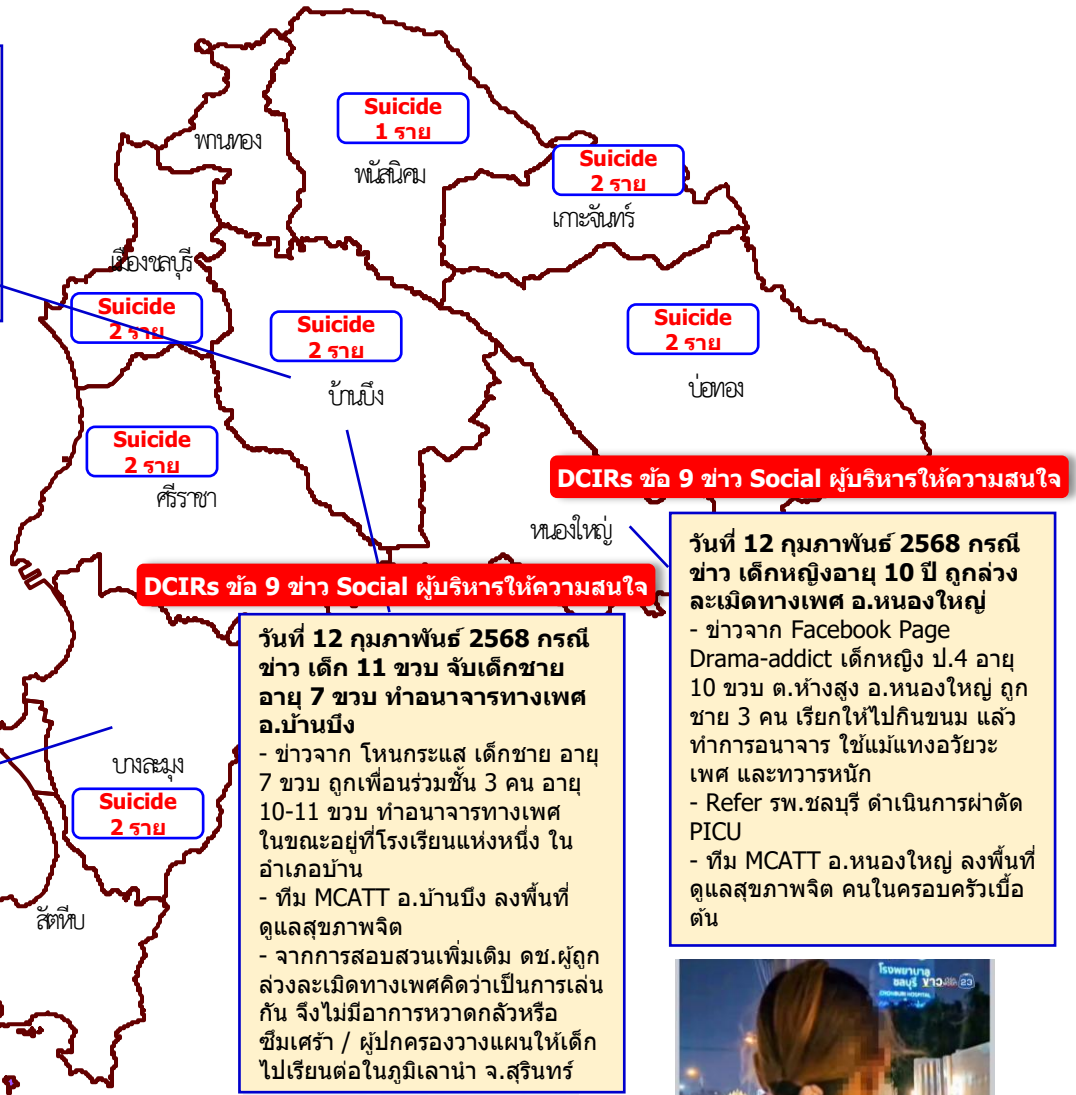 Suicide
1 ราย
พานทอง
พนัสนิคม
Suicide
2 ราย
เกาะจันทร์
เมืองชลบุรี
Suicide
2 ราย
Suicide
2 ราย
บ้านบึง
Suicide
2 ราย
บ่อทอง
Suicide
2 ราย
ศรีราชา
DCIRs ข้อ 9 ข่าว Social ผู้บริหารให้ความสนใจ
หนองใหญ่
วันที่ 12 กุมภาพันธ์ 2568 กรณี
ข่าว เด็กหญิงอายุ 10 ปี ถูกล่วง
ละเมิดทางเพศ อ.หนองใหญ่
- ข่าวจาก Facebook Page
Drama-addict เด็กหญิง ป.4 อายุ
10 ขวบ ต.ห้างสูง อ.หนองใหญ่ ถูก
ชาย 3 คน เรียกให้ไปกินขนม แล้ว
ทำการอนาจาร ใช้แม้แทงอวัยวะ
เพศ และทวารหนัก
- Refer รพ.ชลบุรี ดำเนินการผ่าตัด
PICU
- ทีม MCATT อ.หนองใหญ่ ลงพื้นที่
ดูแลสุขภาพจิต คนในครอบครัวเบื้อ
ต้น
DCIRs ข้อ 9 ข่าว Social ผู้บริหารให้ความสนใจ
วันที่ 12 กุมภาพันธ์ 2568 กรณี
ข่าว เด็ก 11 ขวบ จับเด็กชาย
อายุ 7 ขวบ ทำอนาจารทางเพศ
อ.บ้านบึง
- ข่าวจาก โหนกระแส เด็กชาย อายุ
7 ขวบ ถูกเพื่อนร่วมชั้น 3 คน อายุ
10-11 ขวบ ทำอนาจารทางเพศ
ในขณะอยู่ที่โรงเรียนแห่งหนึ่ง ใน
อำเภอบ้าน
- ทีม MCATT อ.บ้านบึง ลงพื้นที่
ดูแลสุขภาพจิต
- จากการสอบสวนเพิ่มเติม ดช.ผู้ถูก
ล่วงละเมิดทางเพศคิดว่าเป็นการเล่น
กัน จึงไม่มีอาการหวาดกลัวหรือ
ซึมเศร้า / ผู้ปกครองวางแผนให้เด็ก
ไปเรียนต่อในภูมิเลานำ จ.สุรินทร์
บางละมุง
Suicide
2 ราย
สัตหีบ
โรงพยาบาล
ชลบุรี
CHONBURI HOSPITAL
ข่าว
23